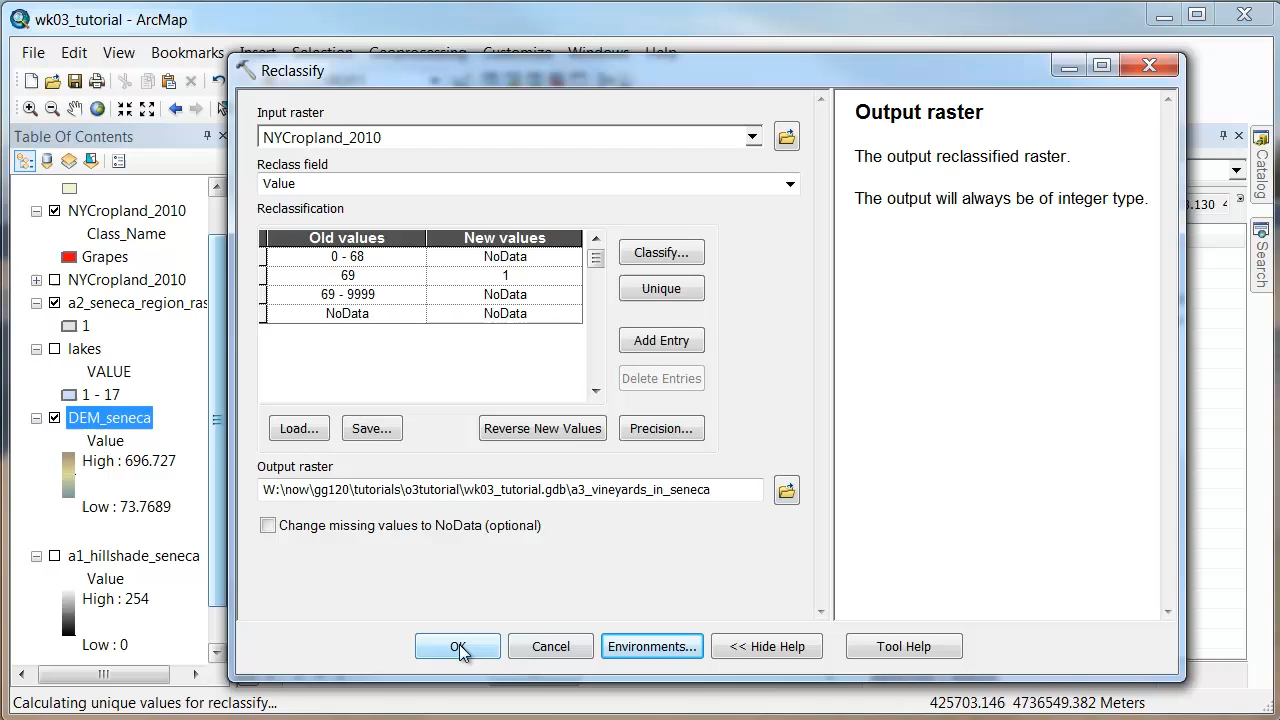 wk03_tutorial - ArcMap
File Edit View Bookmarks Insert Selection Geoprocessing Customize Windows Help
Reclassify
Table Of Contents
NYCropland_2010
Class_Name
Grapes
NYCropland_2010
a2_seneca_region_ras
1
lakes
VALUE
1 - 17
DEM_seneca
Value
High : 696.727
Low : 73.7689
a1_hillshade_seneca
Value
High : 254
Low : 0
Input raster
NYCropland_2010
Reclass field
Value
Reclassification
Old values New values
0 - 68 NoData
69 1
69 - 9999 NoData
NoData NoData
Classify...
Unique
Add Entry
Delete Entries
Load... Save... Reverse New Values Precision...
Output raster
W:\now\gg120\tutorials\o3tutorial\wk03_tutorial.gdb\a3_vineyards_in_seneca
Change missing values to NoData (optional)
OK Cancel Environments... << Hide Help Tool Help
Output raster
The output reclassified raster.
The output will always be of integer type.
Catalog
Search
Calculating unique values for reclassify...
425703.146 4736549.382 Meters